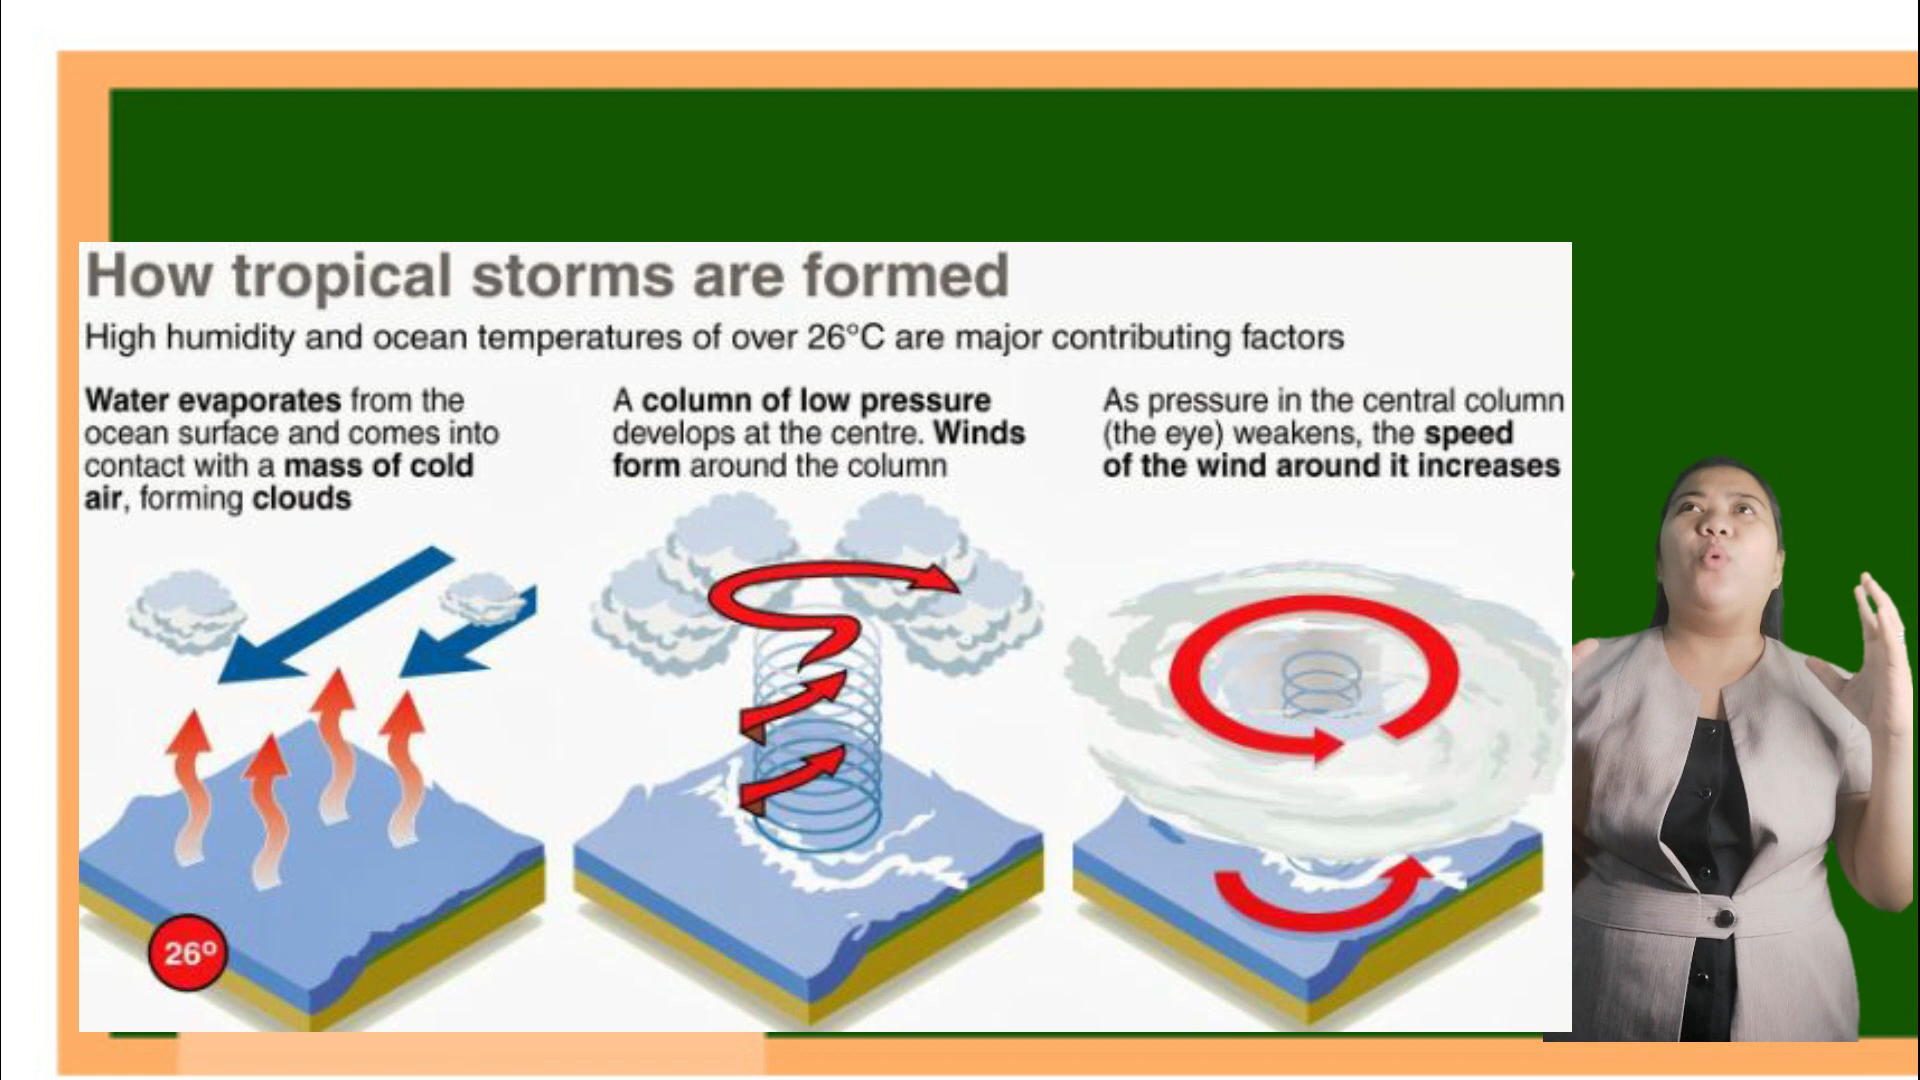 How tropical storms are formed
High humidity and ocean temperatures of over 26°C are major contributing factors
Water evaporates from the
ocean surface and comes into
contact with a mass of cold
air, forming clouds
A column of low pressure
develops at the centre. Winds
form around the column
As pressure in the central column
(the eye) weakens, the speed
of the wind around it increases
26º